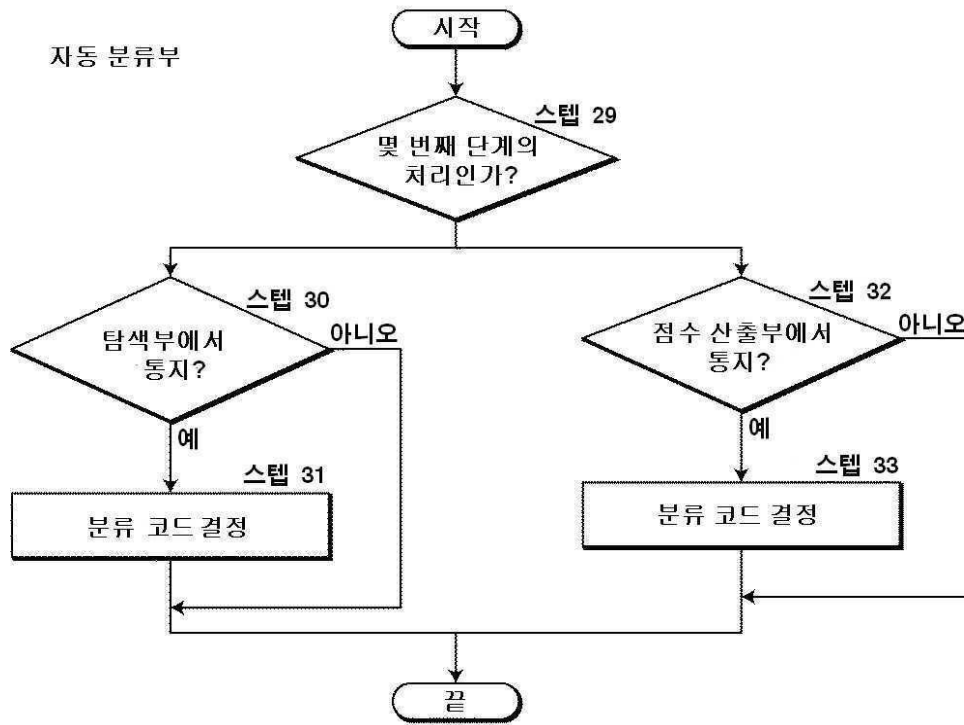 시작
자동 분류부
스텝 29
몇 번째 단계의
처리인가?
스텝 30
탐색부에서
통지?
아니오
예
스텝 31
분류 코드 결정
스텝 32
점수 산출부에서
통지?
아니오
예
스텝 33
분류 코드 결정
끝